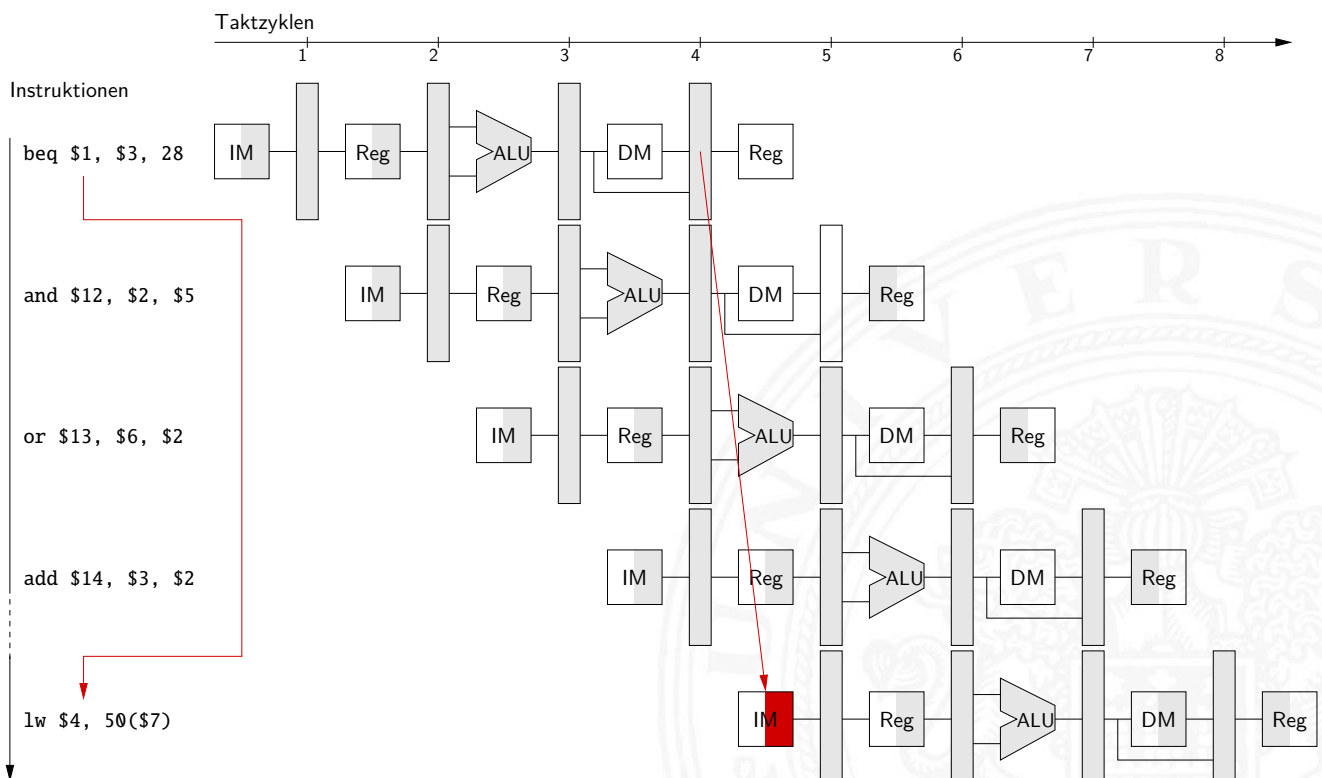 Taktzyklen
1 2 3 4 5 6 7 8
Instruktionen
beq $1, $3, 28 IM Reg ALU DM Reg
and $12, $2, $5 IM Reg ALU DM Reg
or $13, $6, $2 IM Reg ALU DM Reg
add $14, $3, $2 IM Reg ALU DM Reg
lw $4, 50($7) IM Reg ALU DM Reg